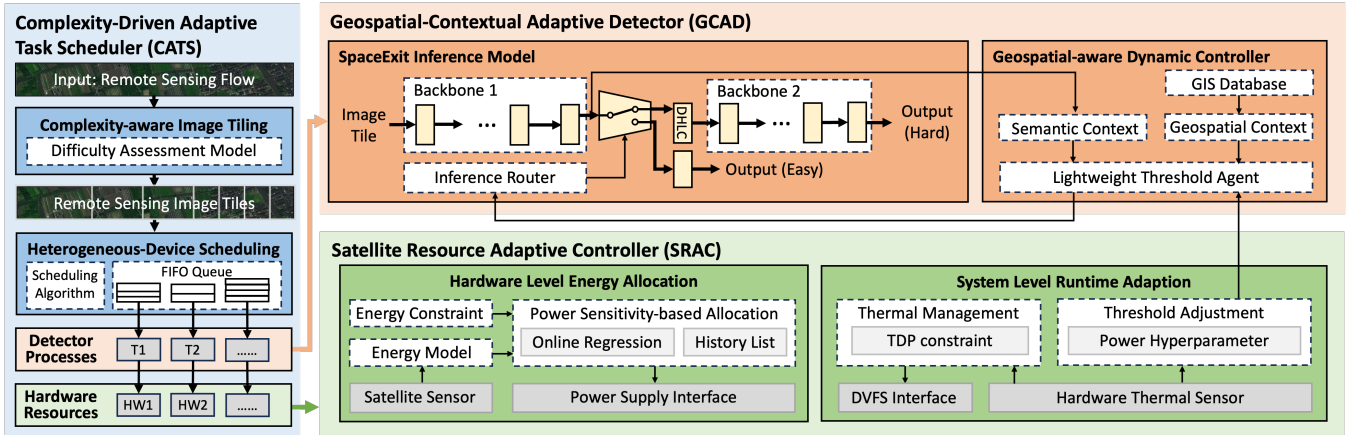 Complexity-Driven Adaptive
Task Scheduler (CATS)
Input: Remote Sensing Flow
Complexity-aware Image Tiling
Difficulty Assessment Model
Remote Sensing Image Tiles
Heterogeneous-Device Scheduling
Scheduling
Algorithm
FIFO Queue
Detector
Processes
T1
T2
......
Hardware
Resources
HW1
HW2
......
Geospatial-Contextual Adaptive Detector (GCAD)
SpaceExit Inference Model
Image
Tile
Backbone 1
DHLC
Backbone 2
Output
(Hard)
Inference Router
Output (Easy)
Geospatial-aware Dynamic Controller
GIS Database
Semantic Context
Geospatial Context
Lightweight Threshold Agent
Satellite Resource Adaptive Controller (SRAC)
Hardware Level Energy Allocation
Energy Constraint
Energy Model
Satellite Sensor
Power Sensitivity-based Allocation
Online Regression
History List
Power Supply Interface
System Level Runtime Adaption
Thermal Management
TDP constraint
Threshold Adjustment
Power Hyperparameter
DVFS Interface
Hardware Thermal Sensor